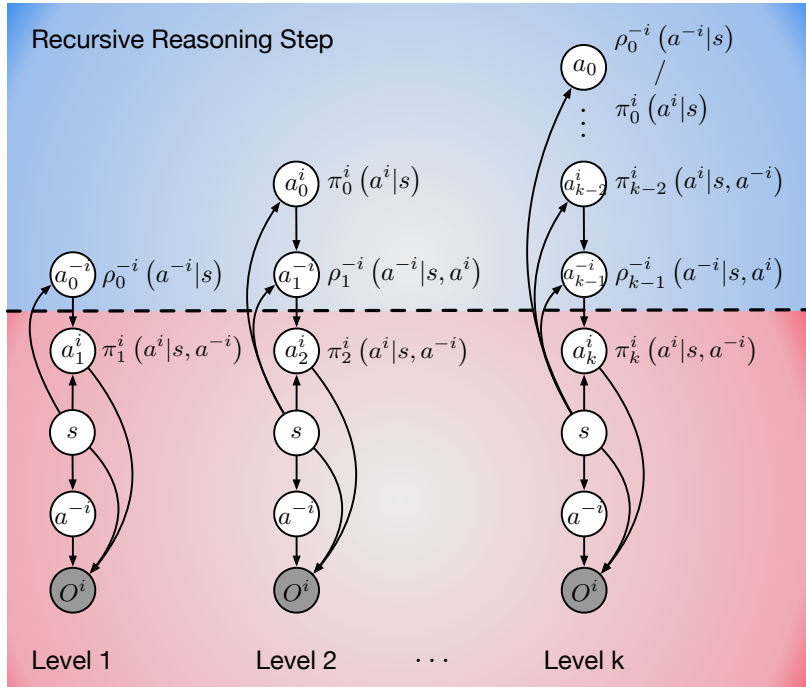 Recursive Reasoning Step
a_0 ρ_0^{-i} (a^{-i}|s)
/
⋮ π_0^i (a^i|s)
a_0^i π_0^i (a^i|s)
a_{k-2}^i π_{k-2}^i (a^i|s, a^{-i})
a_0^{-i} ρ_0^{-i} (a^{-i}|s)
a_1^{-i} ρ_1^{-i} (a^{-i}|s, a^i)
a_{k-1}^{-i} ρ_{k-1}^{-i} (a^{-i}|s, a^i)
a_1^i π_1^i (a^i|s, a^{-i})
a_2^i π_2^i (a^i|s, a^{-i})
a_k^i π_k^i (a^i|s, a^{-i})
s s s
a^{-i} a^{-i} a^{-i}
O^i O^i O^i
Level 1 Level 2 ··· Level k